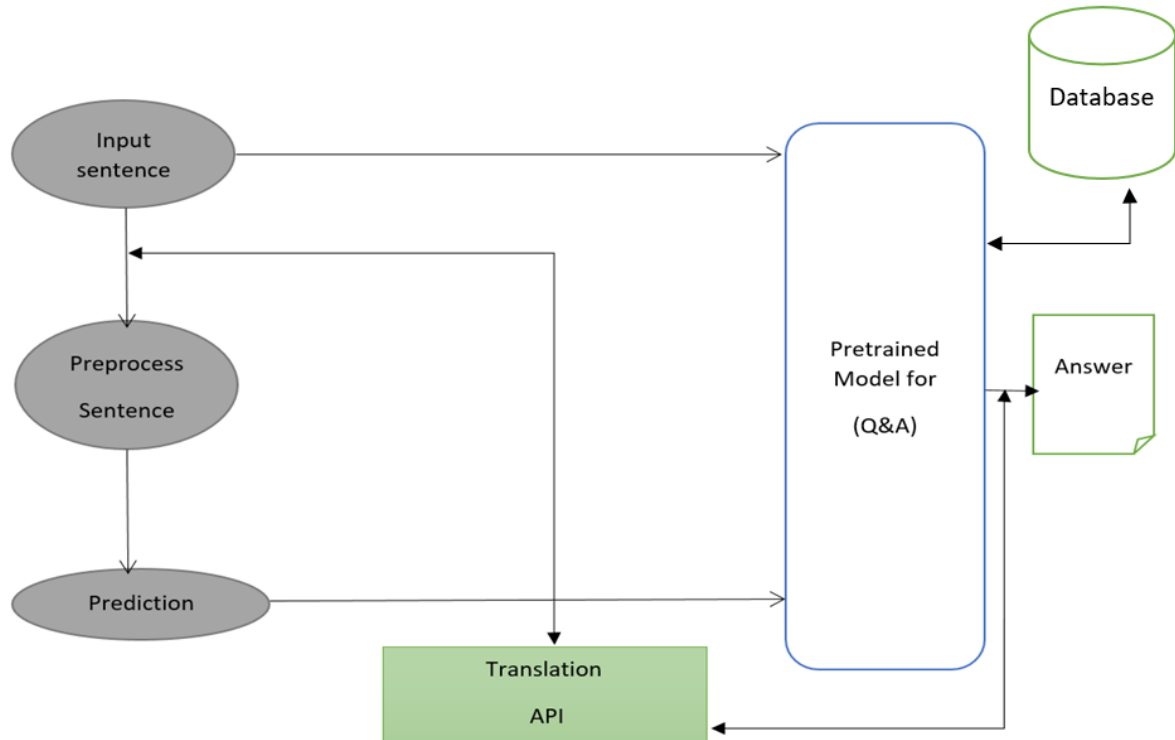 Input
sentence
Preprocess
Sentence
Prediction
Translation
API
Pretrained
Model for
(Q&A)
Database
Answer